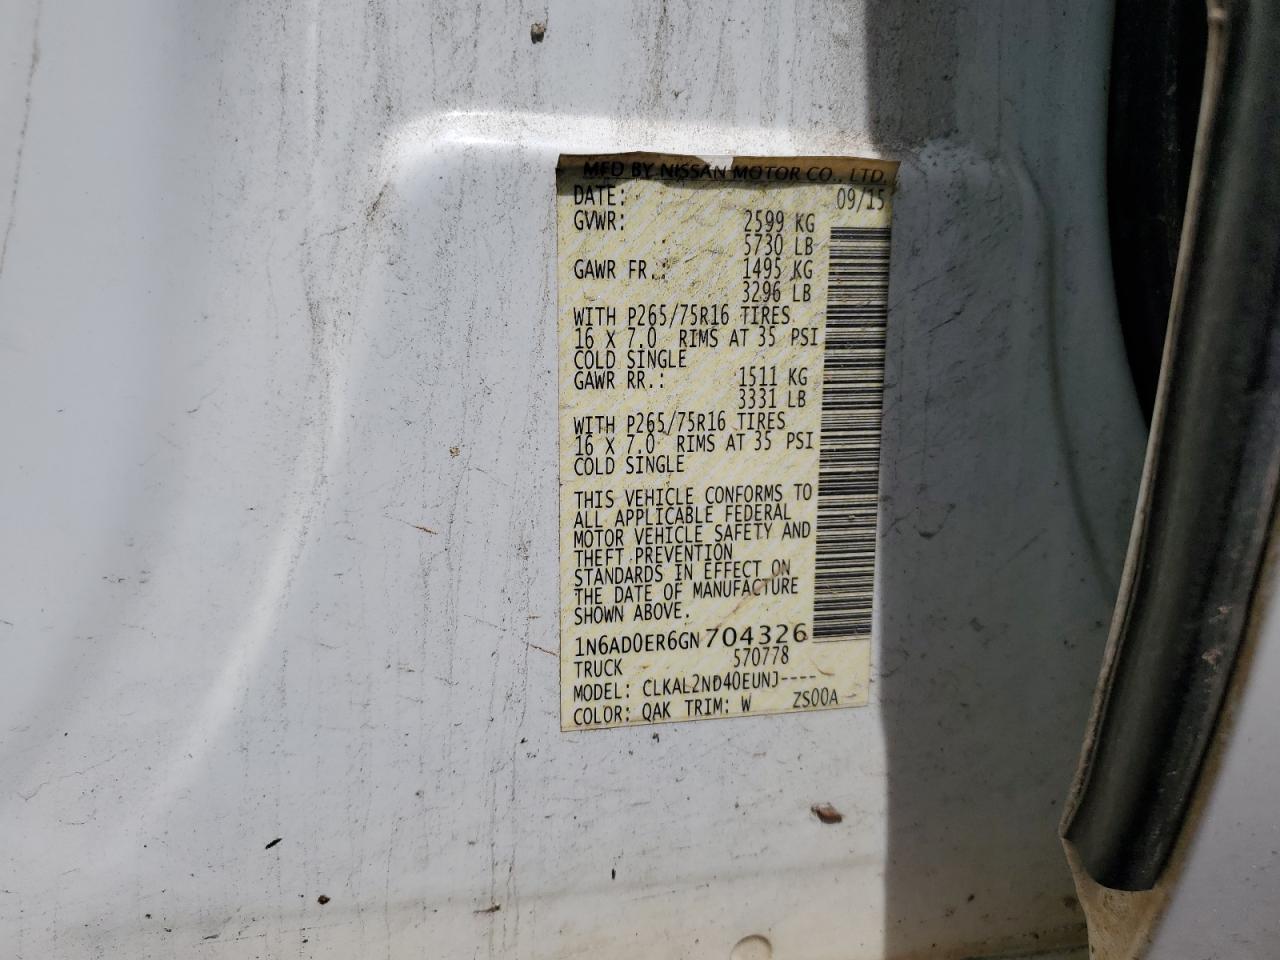 MFD BY NISSAN MOTOR CO., LTD.
DATE: 09/15
GVWR: 2599 KG
5730 LB
GAWR FR.: 1495 KG
3296 LB
WITH P265/75R16 TIRES
16 X 7.0 RIMS AT 35 PSI
COLD SINGLE
GAWR RR.: 1511 KG
3331 LB
WITH P265/75R16 TIRES
16 X 7.0 RIMS AT 35 PSI
COLD SINGLE
THIS VEHICLE CONFORMS TO
ALL APPLICABLE FEDERAL
MOTOR VEHICLE SAFETY AND
THEFT PREVENTION
STANDARDS IN EFFECT ON
THE DATE OF MANUFACTURE
SHOWN ABOVE.
1N6AD0ER6GN704326
TRUCK 570778
MODEL: CLKAL2ND40EUNJ----
COLOR: QAK TRIM: W ZS00A